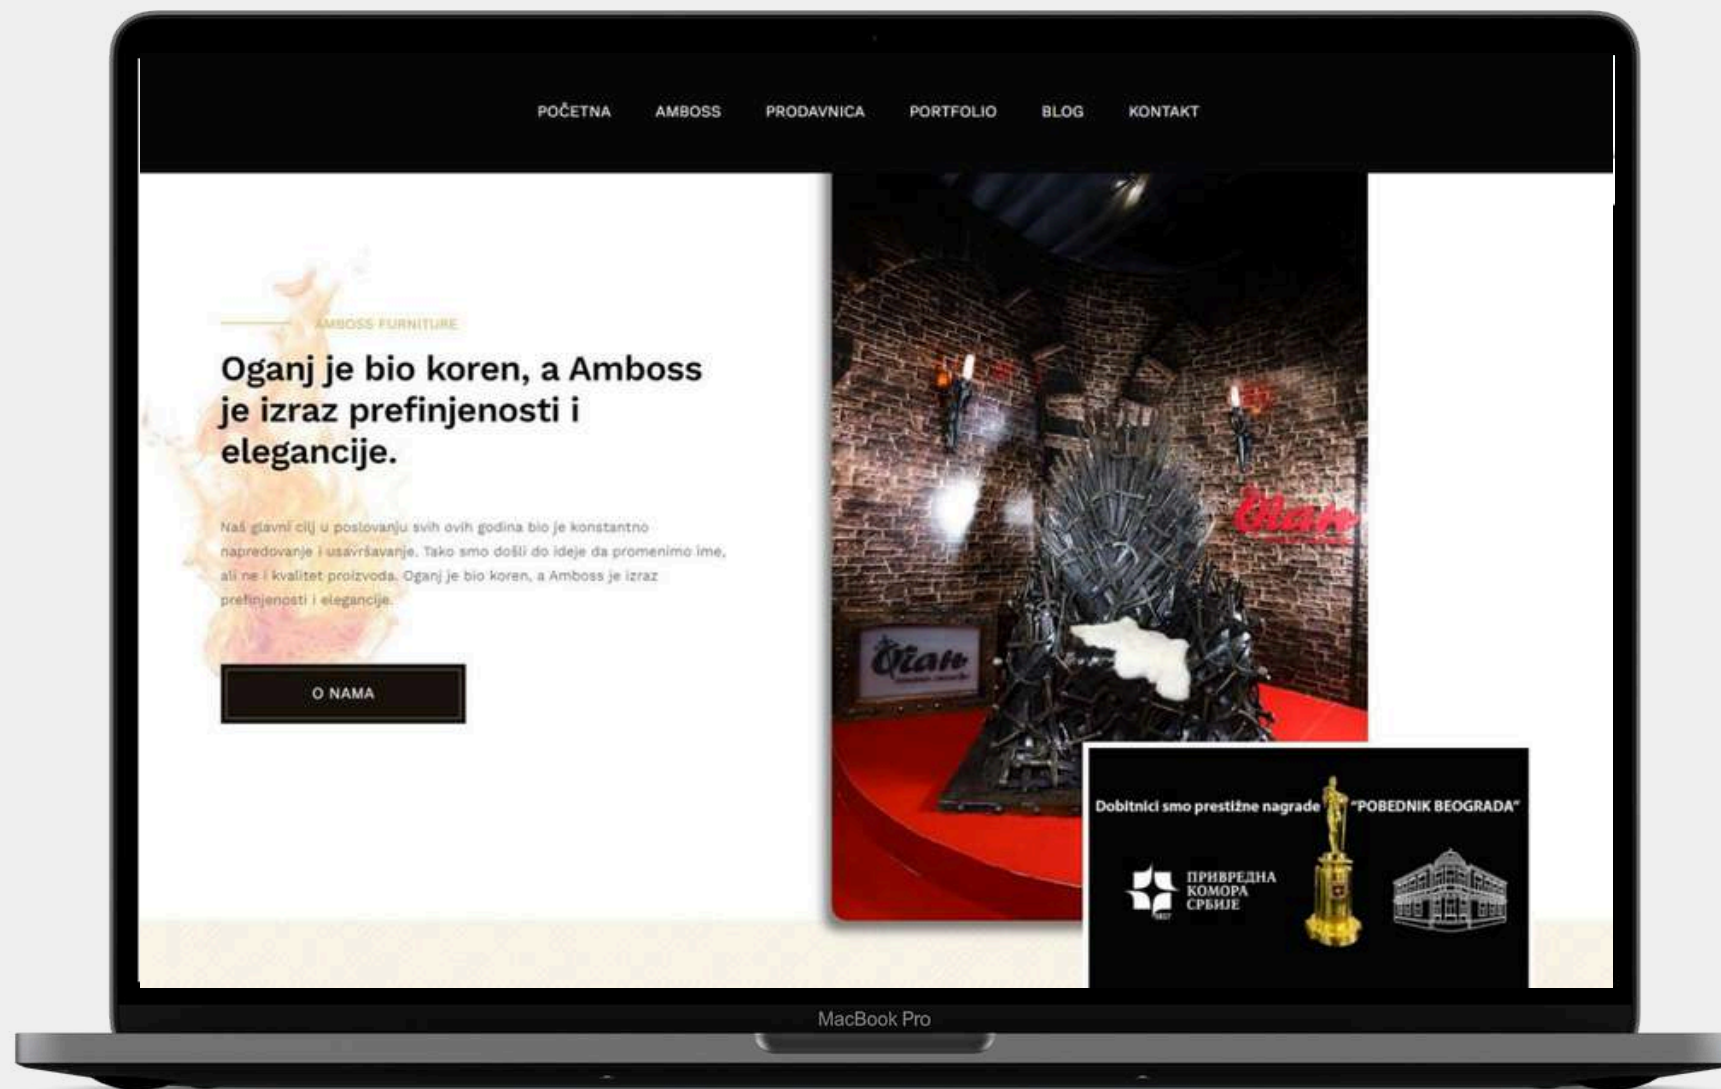 POČETNA AMBOSS PRODAVNICA PORTFOLIO BLOG KONTAKT
AMBOSS FURNITURE
Oganj je bio koren, a Amboss
je izraz prefinjenosti i
elegancije.
Naš glavni cilj u poslovanju svih ovih godina bio je konstantno
napredovanje i usavršavanje. Tako smo došli do ideje da promenimo ime,
ali ne i kvalitet proizvoda. Oganj je bio koren, a Amboss je izraz
prefinjenosti i elegancije.
O NAMA
Dobitnici smo prestižne nagrade "POBEDNIK BEOGRADA"
ПРИВРЕДНА
КОМОРА
СРБИЈЕ
1857
MacBook Pro